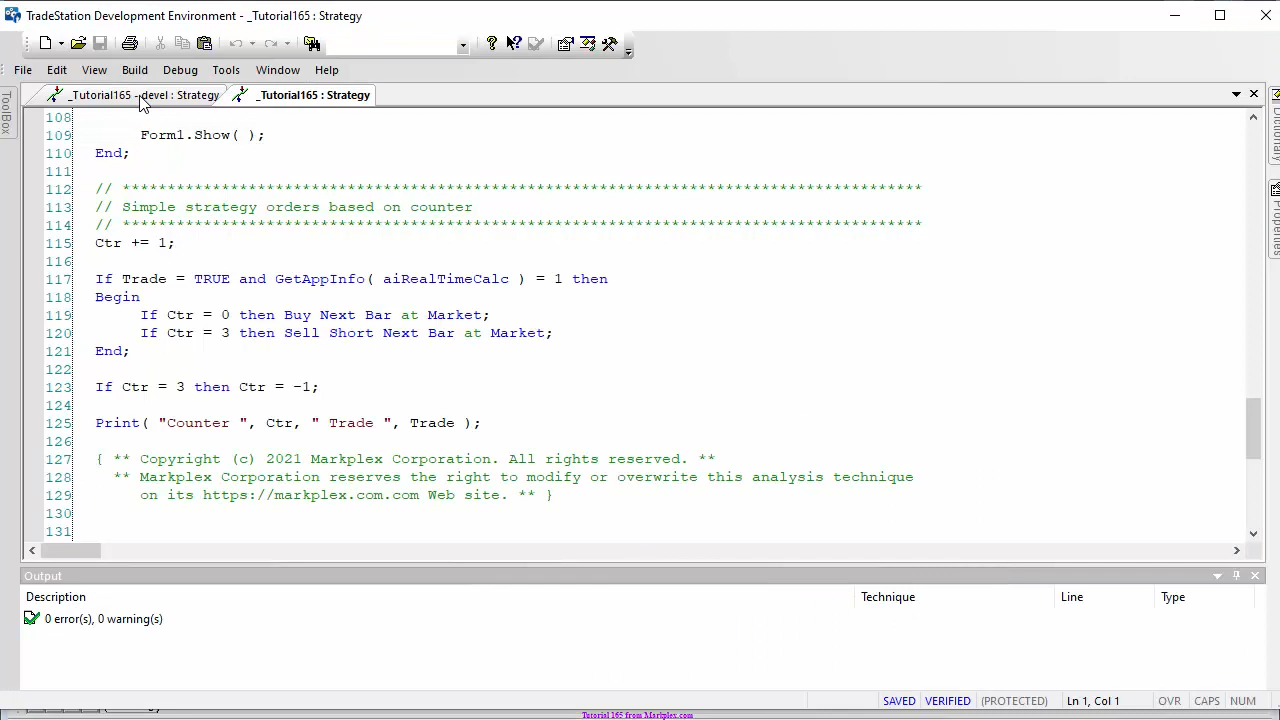 TradeStation Development Environment - _Tutorial165 : Strategy
File Edit View Build Debug Tools Window Help
_Tutorial165 - devel : Strategy _Tutorial165 : Strategy
ToolBox
Dictionary
Properties
108
109 Form1.Show( );
110 End;
111
112 // *****************************************************************************************
113 // Simple strategy orders based on counter
114 // *****************************************************************************************
115 Ctr += 1;
116
117 If Trade = TRUE and GetAppInfo( aiRealTimeCalc ) = 1 then
118 Begin
119 If Ctr = 0 then Buy Next Bar at Market;
120 If Ctr = 3 then Sell Short Next Bar at Market;
121 End;
122
123 If Ctr = 3 then Ctr = -1;
124
125 Print( "Counter ", Ctr, " Trade ", Trade );
126
127 { ** Copyright (c) 2021 Markplex Corporation. All rights reserved. **
128 ** Markplex Corporation reserves the right to modify or overwrite this analysis technique
129 on its https://markplex.com.com Web site. ** }
130
131
Output
Description Technique Line Type
0 error(s), 0 warning(s)
SAVED VERIFIED (PROTECTED) Ln 1, Col 1 OVR CAPS NUM
Tutorial 165 from Markplex.com